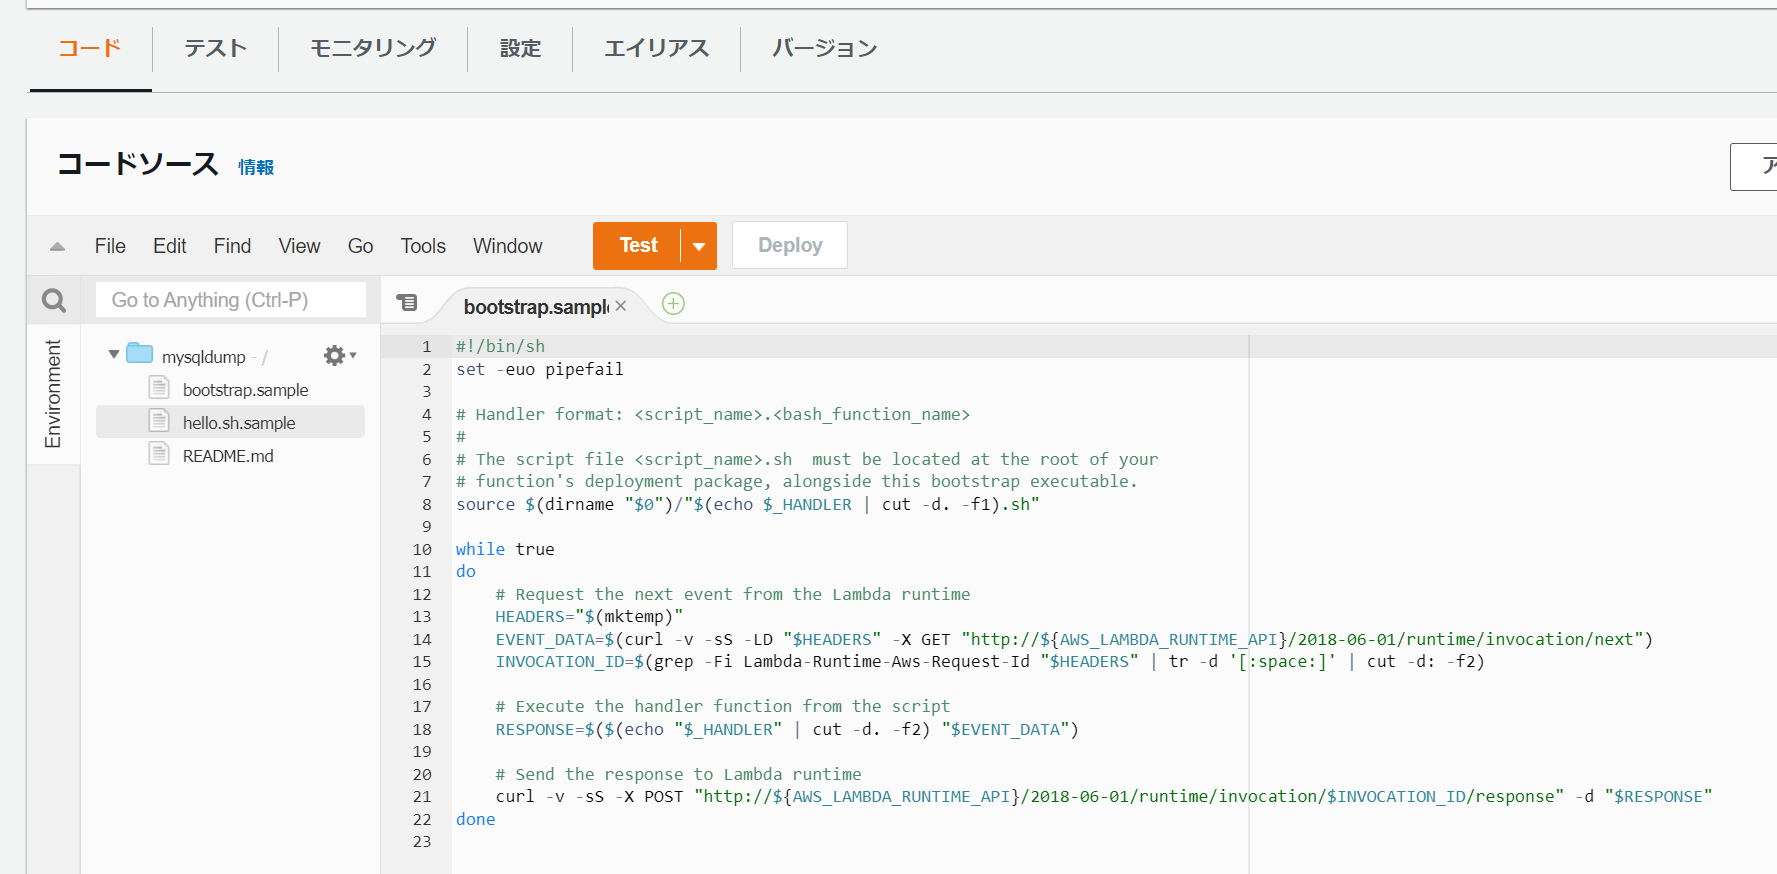 コード テスト モニタリング 設定 エイリアス バージョン
コードソース 情報
File Edit Find View Go Tools Window Test Deploy
Go to Anything (Ctrl-P)
bootstrap.sampl
Environment
mysqldump - /
bootstrap.sample
hello.sh.sample
README.md
1 #!/bin/sh
2 set -euo pipefail
3
4 # Handler format: <script_name>.<bash_function_name>
5 #
6 # The script file <script_name>.sh  must be located at the root of your
7 # function's deployment package, alongside this bootstrap executable.
8 source $(dirname "$0")/"$(echo $_HANDLER | cut -d. -f1).sh"
9
10 while true
11 do
12     # Request the next event from the Lambda runtime
13     HEADERS="$(mktemp)"
14     EVENT_DATA=$(curl -v -sS -LD "$HEADERS" -X GET "http://${AWS_LAMBDA_RUNTIME_API}/2018-06-01/runtime/invocation/next")
15     INVOCATION_ID=$(grep -Fi Lambda-Runtime-Aws-Request-Id "$HEADERS" | tr -d '[:space:]' | cut -d: -f2)
16
17     # Execute the handler function from the script
18     RESPONSE=$($(echo "$_HANDLER" | cut -d. -f2) "$EVENT_DATA")
19
20     # Send the response to Lambda runtime
21     curl -v -sS -X POST "http://${AWS_LAMBDA_RUNTIME_API}/2018-06-01/runtime/invocation/$INVOCATION_ID/response" -d "$RESPONSE"
22 done
23